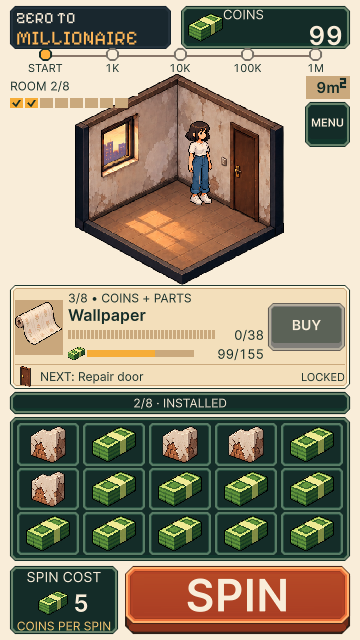 ZERO TO
MILLIONAIRE
COINS
99
START
1K
10K
100K
1M
ROOM 2/8
9m²
MENU
3/8 • COINS + PARTS
Wallpaper
0/38
99/155
BUY
NEXT: Repair door
LOCKED
2/8 · INSTALLED
SPIN COST
5
COINS PER SPIN
SPIN